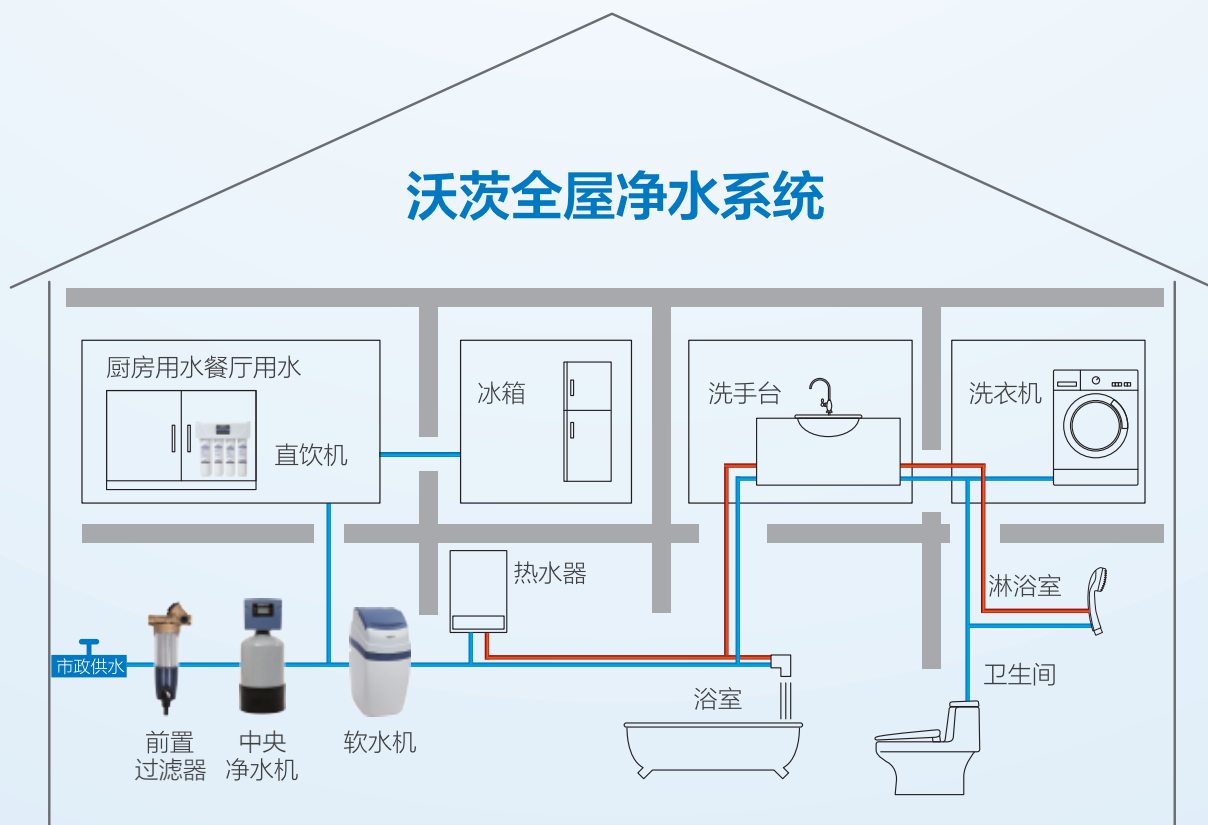 沃茨全屋净水系统
厨房用水餐厅用水
直饮机
冰箱
洗手台
洗衣机
热水器
淋浴室
市政供水
前置
过滤器
中央
净水机
软水机
浴室
卫生间